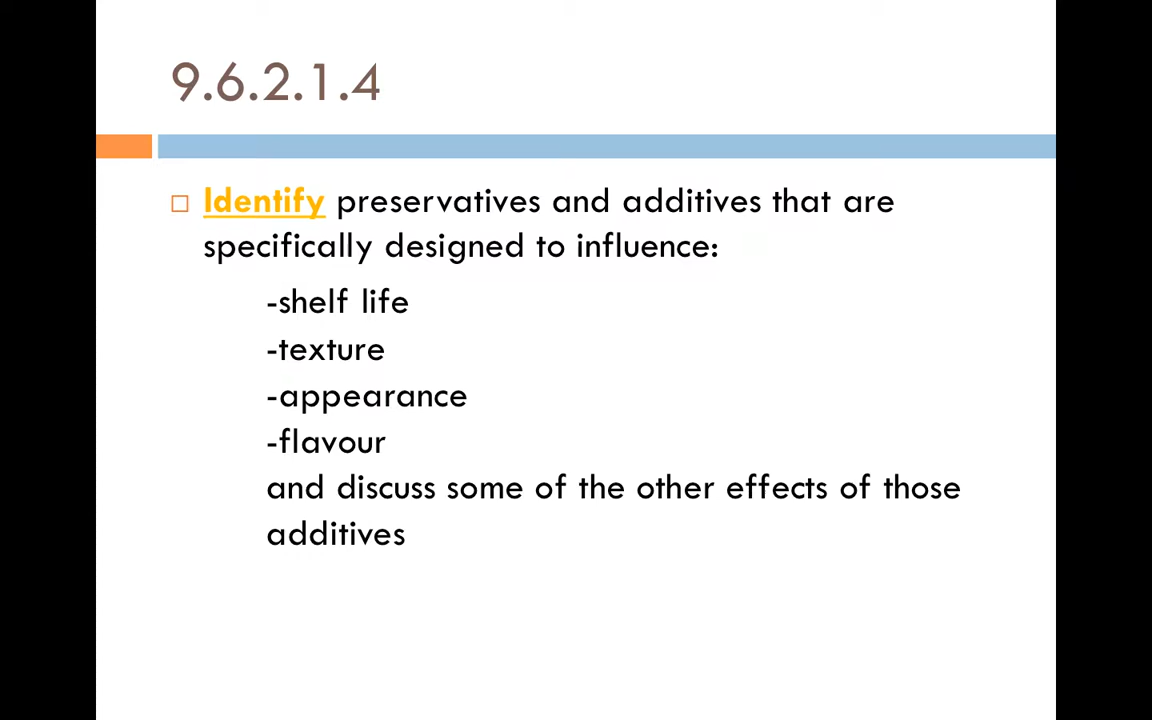 9.6.2.1.4
Identify preservatives and additives that are
specifically designed to influence:
-shelf life
-texture
-appearance
-flavour
and discuss some of the other effects of those
additives